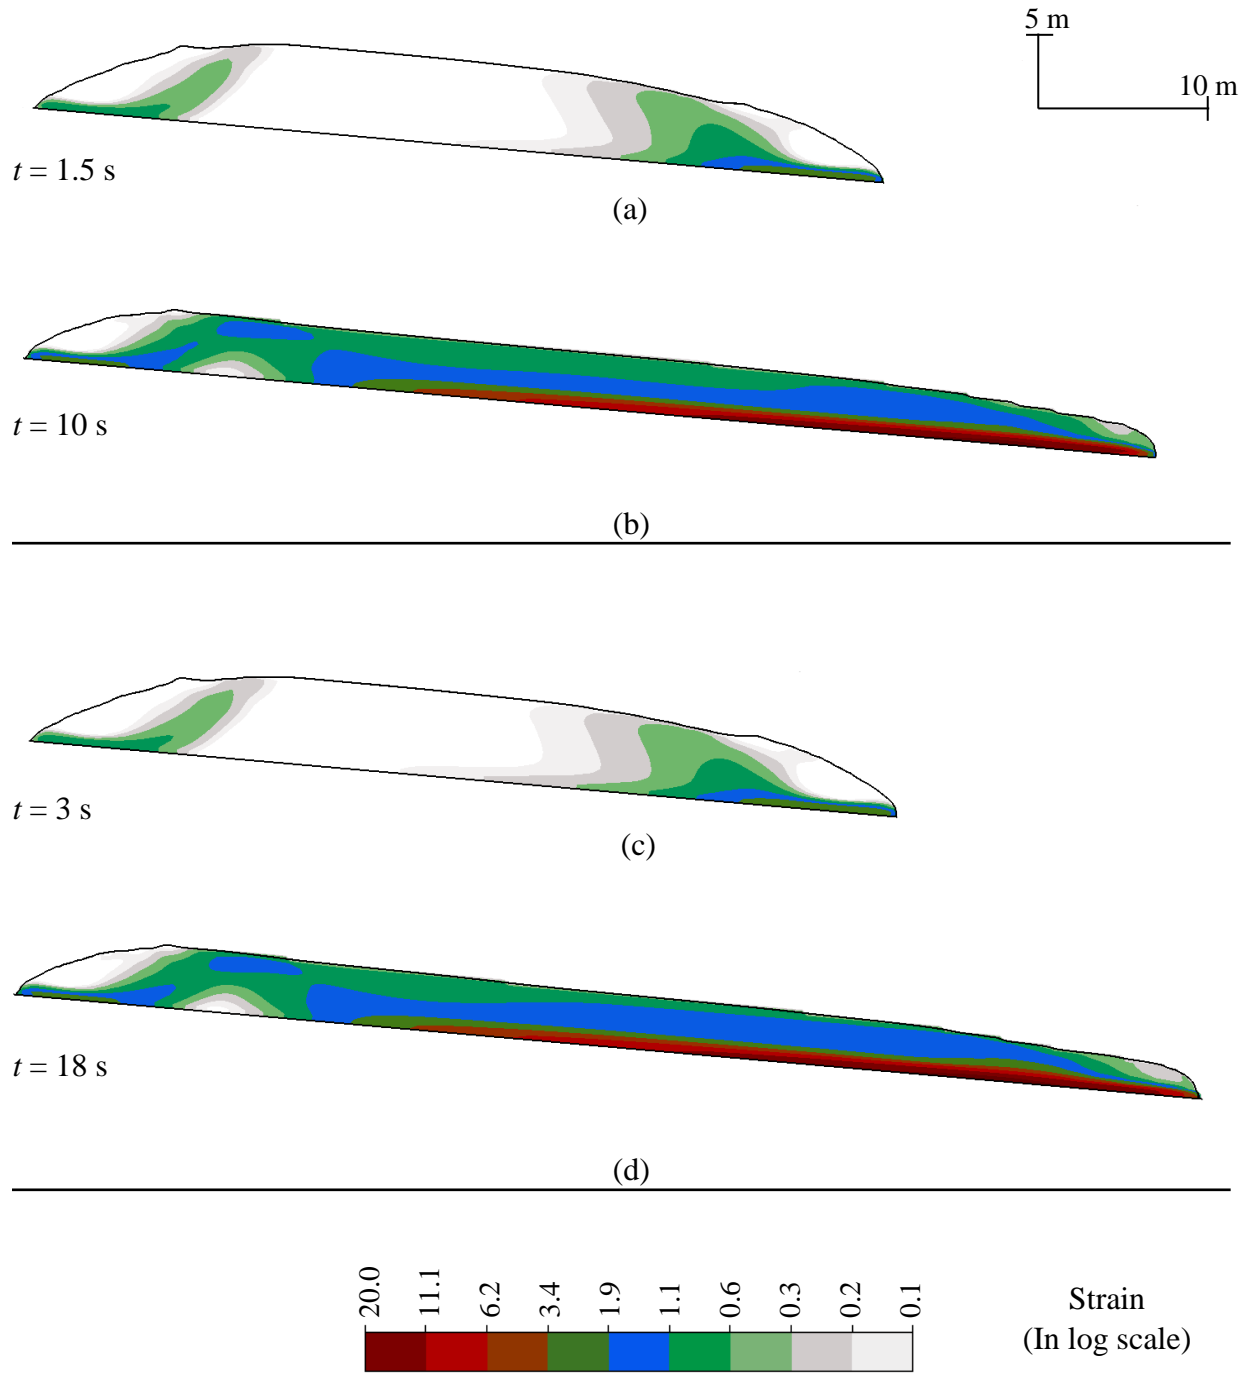 5 m
10 m
t = 1.5 s
(a)
t = 10 s
(b)
t = 3 s
(c)
t = 18 s
(d)
20.0 11.1 6.2 3.4 1.9 1.1 0.6 0.3 0.2 0.1
Strain
(In log scale)